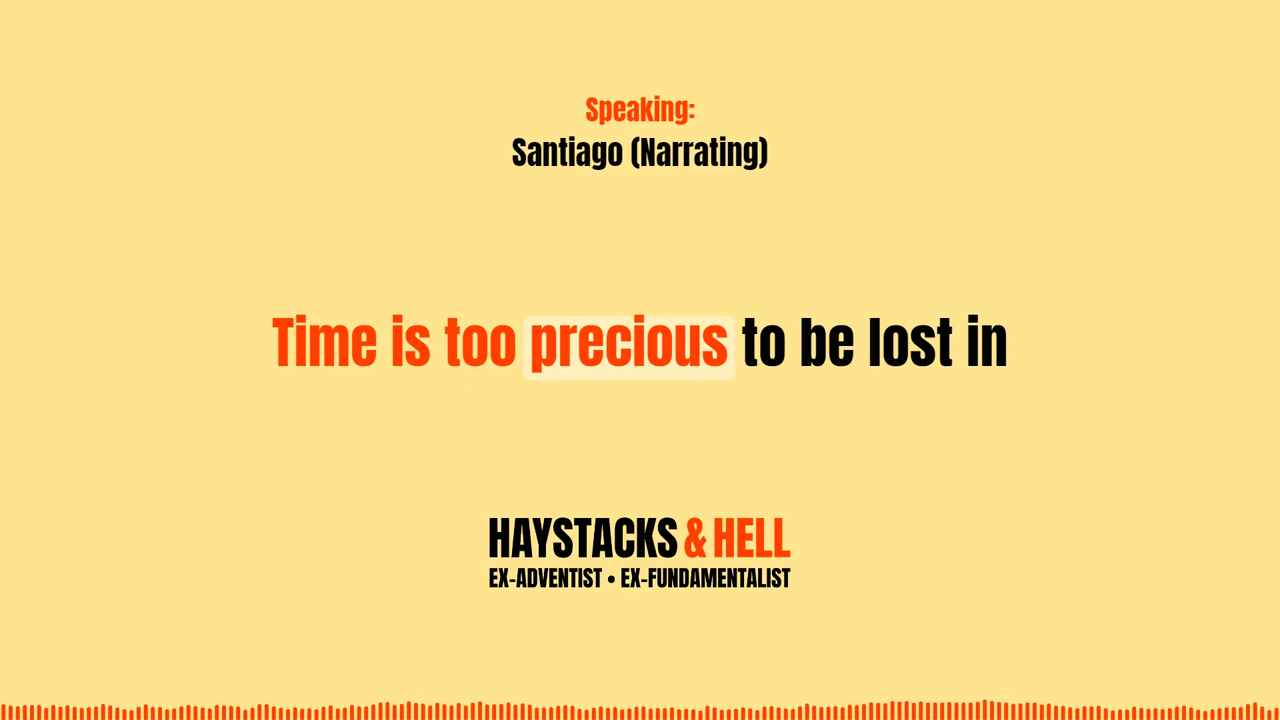 Speaking:
Santiago (Narrating)
Time is too precious to be lost in
HAYSTACKS & HELL
EX-ADVENTIST • EX-FUNDAMENTALIST